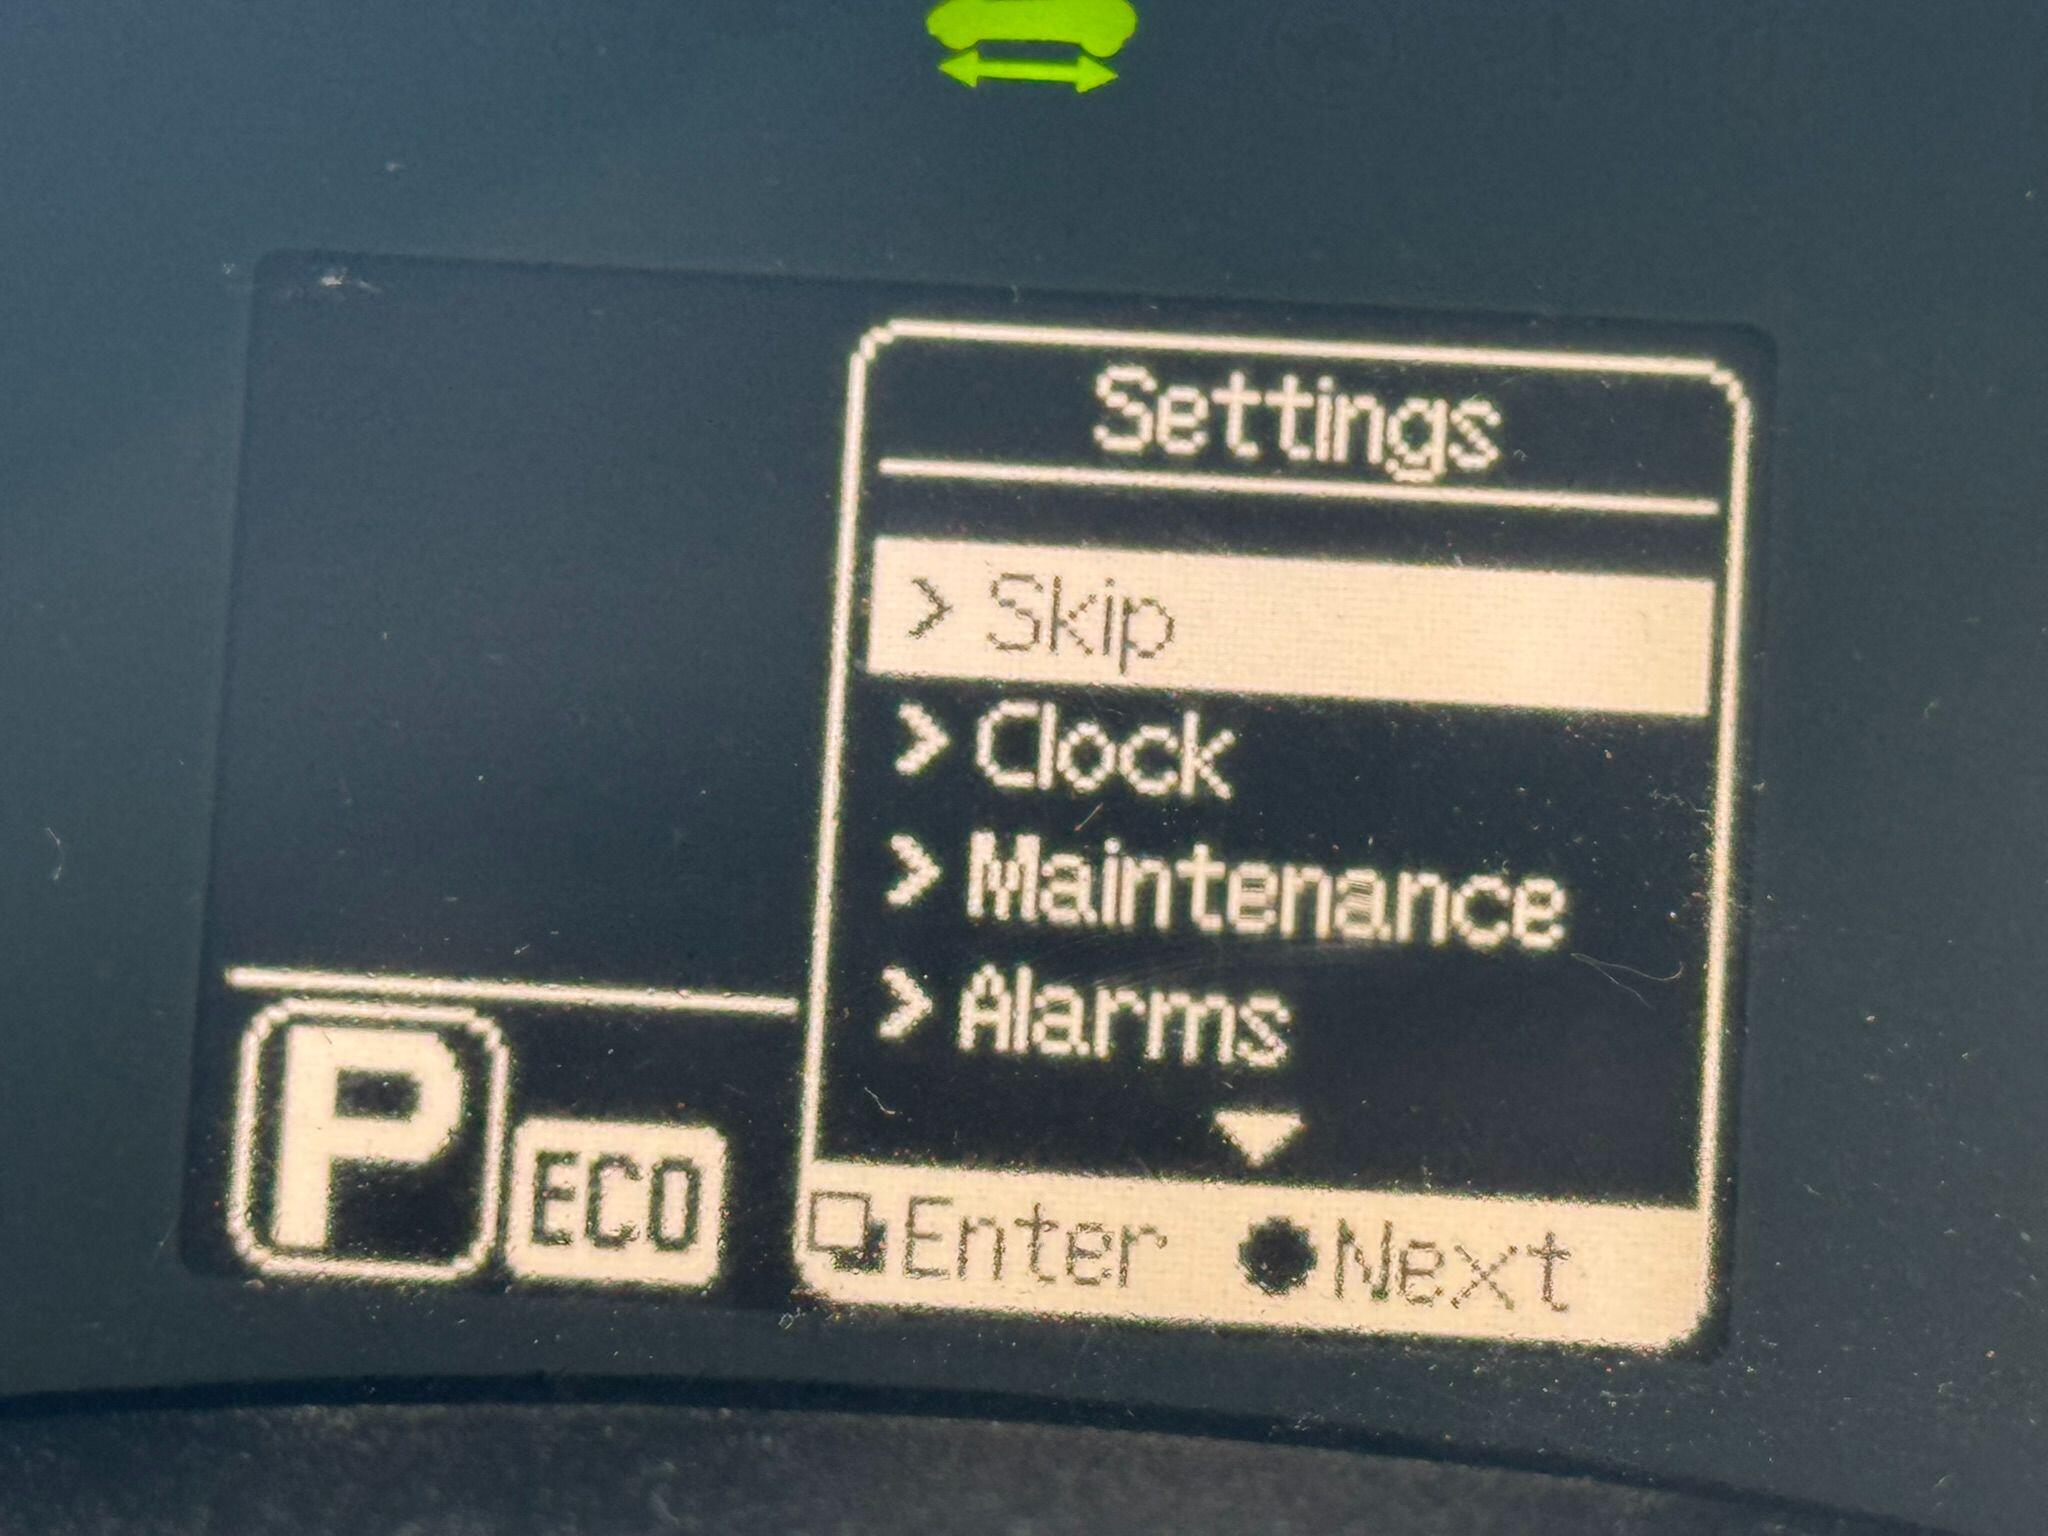 Settings
> Skip
> Clock
> Maintenance
> Alarms
P ECO
Enter Next